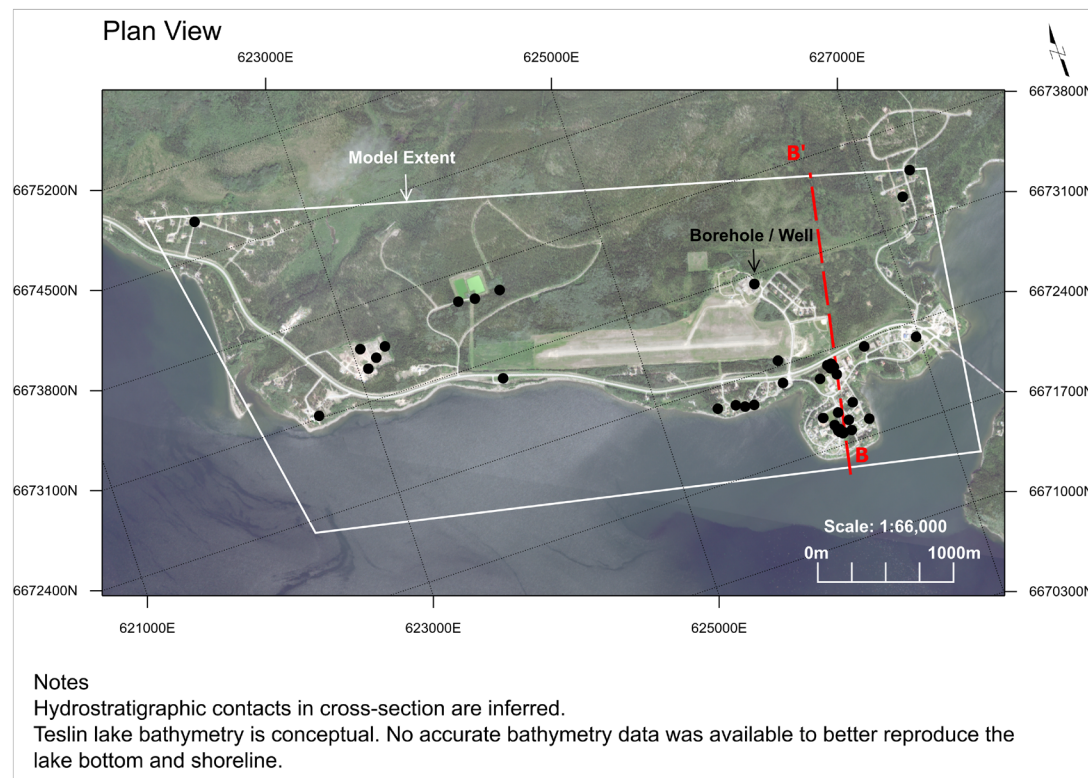 Plan View
623000E 625000E 627000E
N
6673800N
Model Extent
B'
6675200N 6673100N
Borehole / Well
6674500N 6672400N
6673800N 6671700N
B
6673100N 6671000N
Scale: 1:66,000
0m 1000m
6672400N 6670300N
621000E 623000E 625000E
Notes
Hydrostratigraphic contacts in cross-section are inferred.
Teslin lake bathymetry is conceptual. No accurate bathymetry data was available to better reproduce the
lake bottom and shoreline.